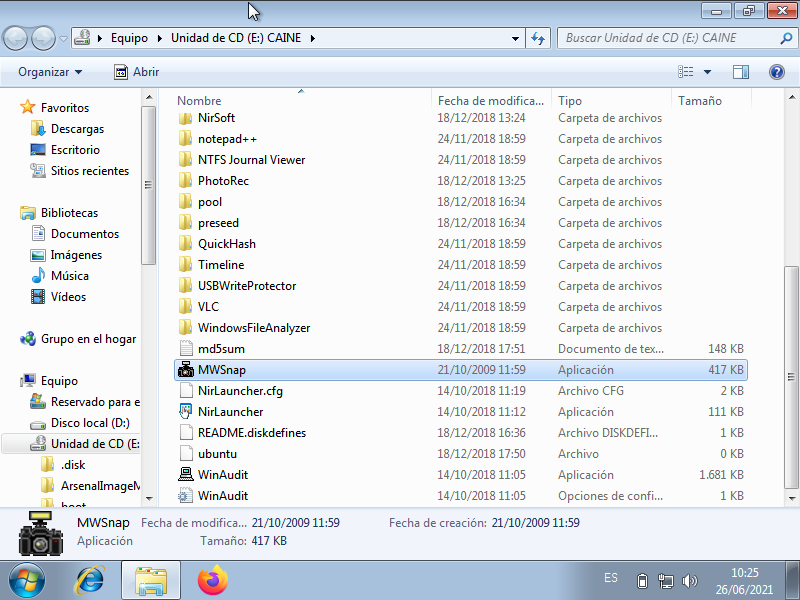 Equipo Unidad de CD (E:) CAINE
Buscar Unidad de CD (E:) CAINE
Organizar Abrir
Favoritos
Descargas
Escritorio
Sitios recientes
Bibliotecas
Documentos
Imágenes
Música
Vídeos
Grupo en el hogar
Equipo
Reservado para e
Disco local (D:)
Unidad de CD (E:
.disk
ArsenalImageM
boot
Nombre Fecha de modifica... Tipo Tamaño
NirSoft 18/12/2018 13:24 Carpeta de archivos
notepad++ 24/11/2018 18:59 Carpeta de archivos
NTFS Journal Viewer 24/11/2018 18:59 Carpeta de archivos
PhotoRec 18/12/2018 13:25 Carpeta de archivos
pool 18/12/2018 16:34 Carpeta de archivos
preseed 18/12/2018 16:34 Carpeta de archivos
QuickHash 24/11/2018 18:59 Carpeta de archivos
Timeline 24/11/2018 18:59 Carpeta de archivos
USBWriteProtector 24/11/2018 18:59 Carpeta de archivos
VLC 24/11/2018 18:59 Carpeta de archivos
WindowsFileAnalyzer 24/11/2018 18:59 Carpeta de archivos
md5sum 18/12/2018 17:51 Documento de tex... 148 KB
MWSnap 21/10/2009 11:59 Aplicación 417 KB
NirLauncher.cfg 14/10/2018 11:19 Archivo CFG 2 KB
NirLauncher 14/10/2018 11:12 Aplicación 111 KB
README.diskdefines 18/12/2018 16:36 Archivo DISKDEFI... 1 KB
ubuntu 18/12/2018 17:50 Archivo 0 KB
WinAudit 14/10/2018 11:05 Aplicación 1.681 KB
WinAudit 14/10/2018 11:05 Opciones de confi... 1 KB
MWSnap Fecha de modifica... 21/10/2009 11:59 Fecha de creación: 21/10/2009 11:59
Aplicación Tamaño: 417 KB
ES
10:25
26/06/2021